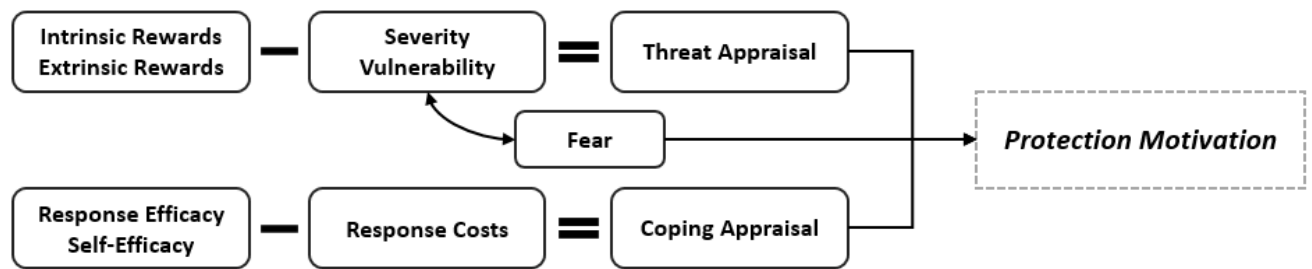 Intrinsic Rewards
Extrinsic Rewards
Severity
Vulnerability
Threat Appraisal
Fear
Protection Motivation
Response Efficacy
Self-Efficacy
Response Costs
Coping Appraisal